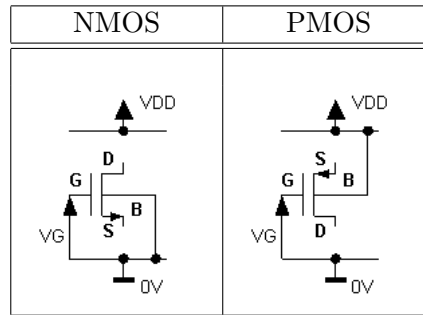 NMOS PMOS
VDD VDD
D S
G B G B
S D
VG VG
0V 0V